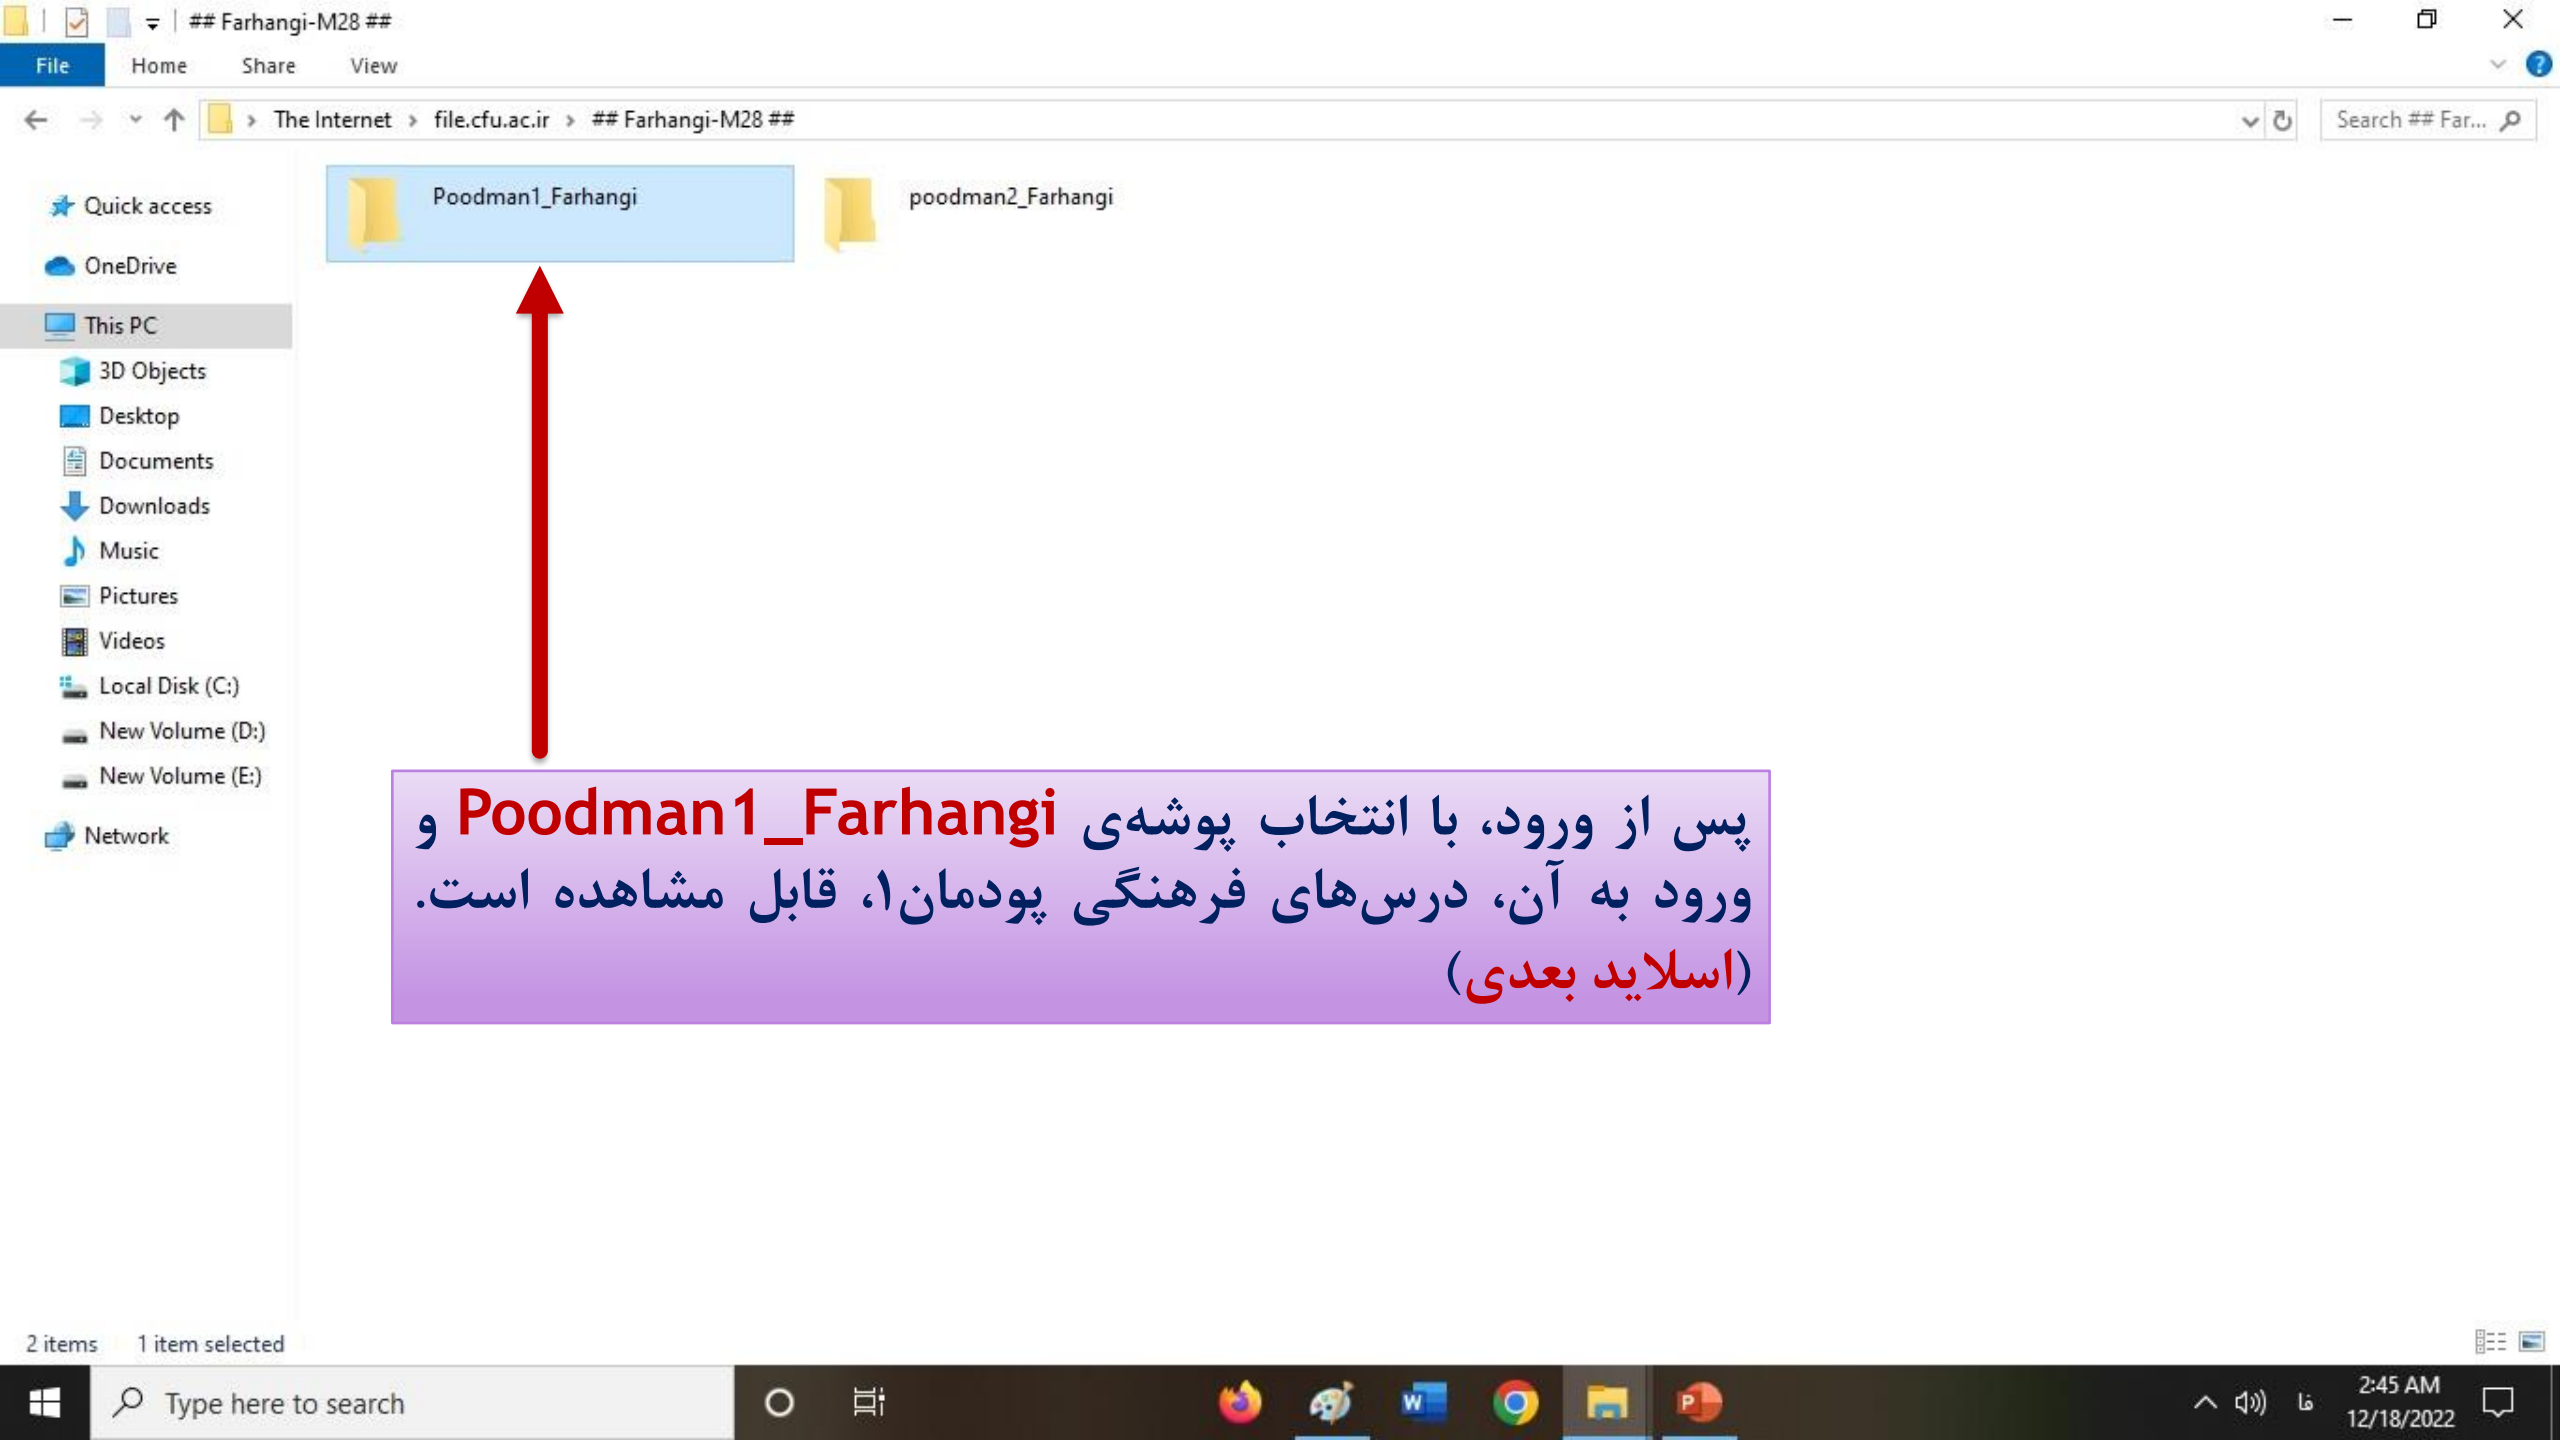 ## Farhangi-M28 ##
File Home Share View
The Internet > file.cfu.ac.ir > ## Farhangi-M28 ##
Search ## Far...
Quick access
OneDrive
This PC
3D Objects
Desktop
Documents
Downloads
Music
Pictures
Videos
Local Disk (C:)
New Volume (D:)
New Volume (E:)
Network
Poodman1_Farhangi
poodman2_Farhangi
پس از ورود، با انتخاب پوشه‌ی Poodman1_Farhangi و
ورود به آن، درس‌های فرهنگی پودمان۱، قابل مشاهده است.
(اسلاید بعدی)
2 items 1 item selected
Type here to search
فا
2:45 AM
12/18/2022